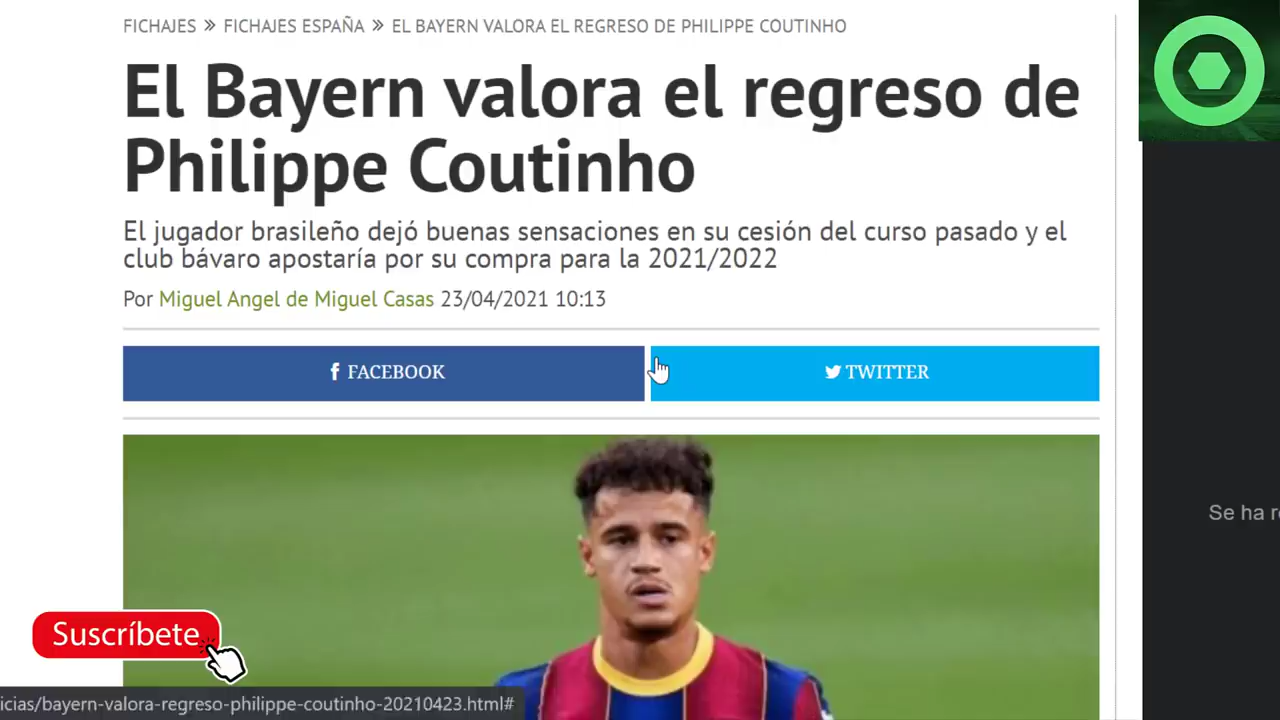 FICHAJES » FICHAJES ESPAÑA » EL BAYERN VALORA EL REGRESO DE PHILIPPE COUTINHO
El Bayern valora el regreso de
Philippe Coutinho
El jugador brasileño dejó buenas sensaciones en su cesión del curso pasado y el
club bávaro apostaría por su compra para la 2021/2022
Por Miguel Angel de Miguel Casas 23/04/2021 10:13
FACEBOOK
TWITTER
Se ha r
Suscríbete
icias/bayern-valora-regreso-philippe-coutinho-20210423.html#